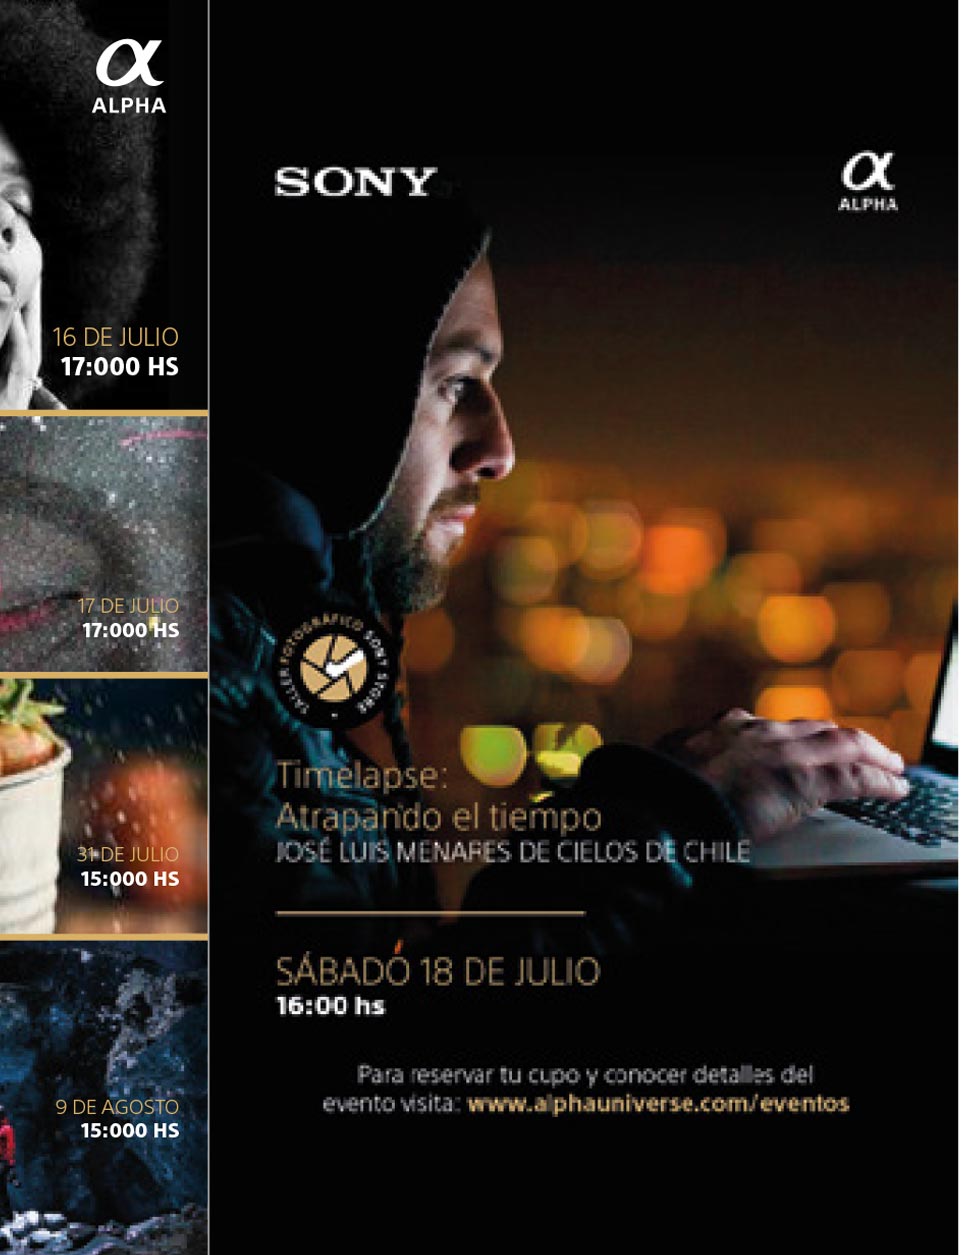 α
ALPHA
16 DE JULIO
17:000 HS
17 DE JULIO
17:000 HS
31 DE JULIO
15:000 HS
9 DE AGOSTO
15:000 HS
SONY
α
ALPHA
TALLER FOTOGRÁFICO SONY STORE
Timelapse:
Atrapando el tiempo
JOSÉ LUIS MENARES DE CIELOS DE CHILE
SÁBADO 18 DE JULIO
16:00 hs
Para reservar tu cupo y conocer detalles del
evento visita: www.alphauniverse.com/eventos